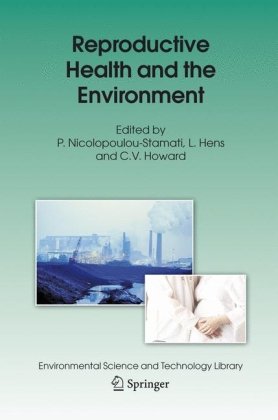 Reproductive
Health and the
Environment
Edited by
P. Nicolopoulou-Stamati, L. Hens
and C.V. Howard
Environmental Science and Technology Library
Springer